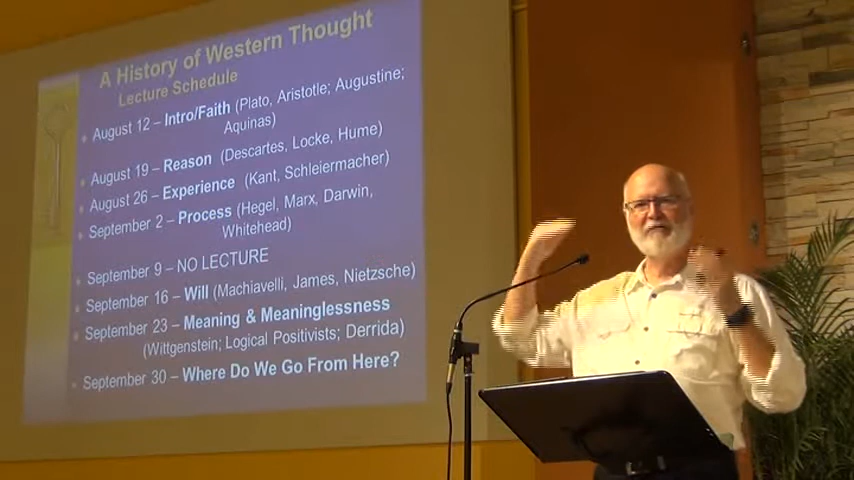 A History of Western Thought
Lecture Schedule
August 12 – Intro/Faith (Plato, Aristotle; Augustine;
Aquinas)
August 19 – Reason (Descartes, Locke, Hume)
August 26 – Experience (Kant, Schleiermacher)
September 2 – Process (Hegel, Marx, Darwin,
Whitehead)
September 9 – NO LECTURE
September 16 – Will (Machiavelli, James, Nietzsche)
September 23 – Meaning & Meaninglessness
(Wittgenstein; Logical Positivists; Derrida)
September 30 – Where Do We Go From Here?